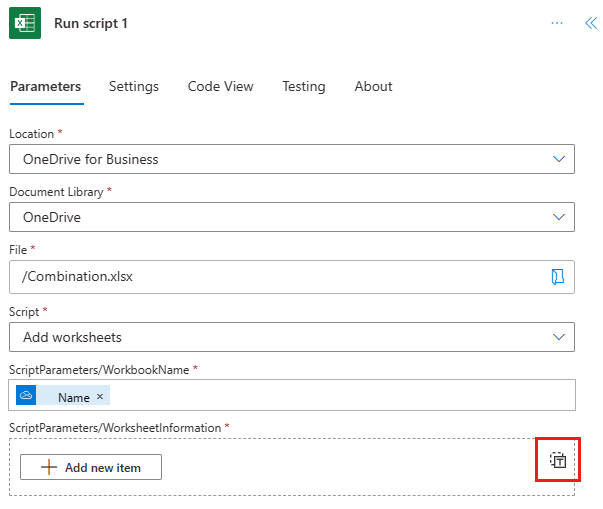 Run script 1
Parameters Settings Code View Testing About
Location *
OneDrive for Business
Document Library *
OneDrive
File *
/Combination.xlsx
Script *
Add worksheets
ScriptParameters/WorkbookName *
Name ×
ScriptParameters/WorksheetInformation *
Add new item